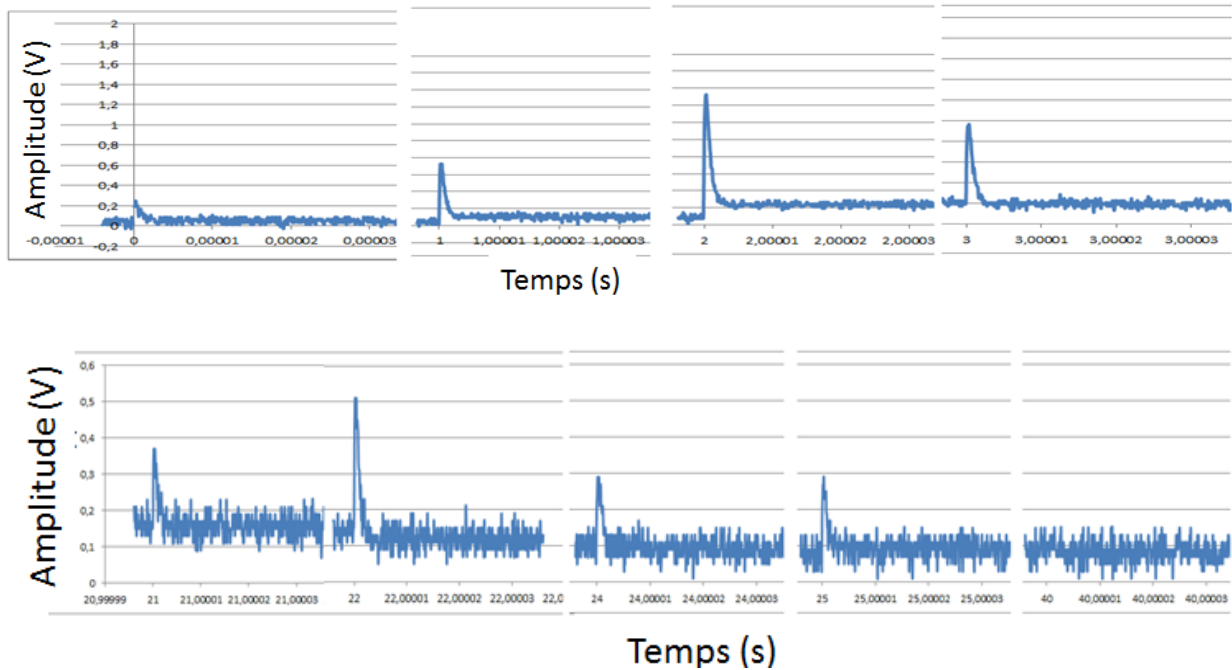 Amplitude (V)
2
1,8
1,6
1,4
1,2
1
0,8
0,6
0,4
0,2
0
-0,2
-0,00001 0 0,00001 0,00002 0,00003
1 1,00001 1,00002 1,00003
2 2,00001 2,00002 2,00003
3 3,00001 3,00002 3,00003
Temps (s)
Amplitude (V)
0,6
0,5
0,4
0,3
0,2
0,1
0
20,99999 21 21,00001 21,00002 21,00003
22 22,00001 22,00002 22,00003 22,0
24 24,00001 24,00002 24,00003
25 25,00001 25,00002 25,00003
40 40,00001 40,00002 40,00003
Temps (s)